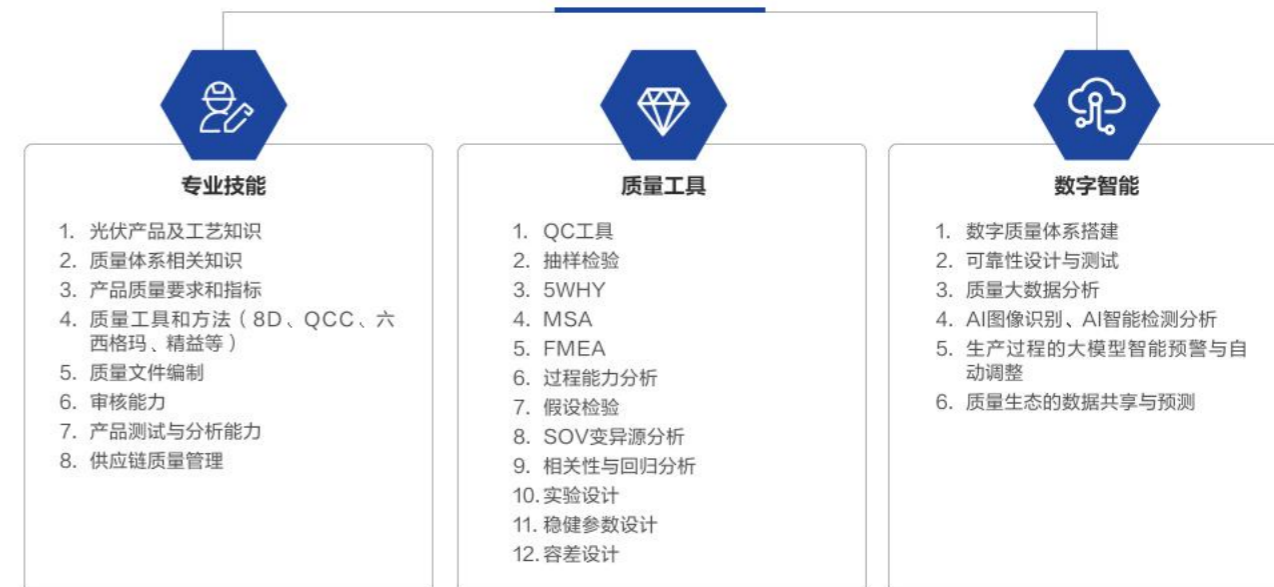 专业技能
1. 光伏产品及工艺知识
2. 质量体系相关知识
3. 产品质量要求和指标
4. 质量工具和方法（8D、QCC、六
西格玛、精益等）
5. 质量文件编制
6. 审核能力
7. 产品测试与分析能力
8. 供应链质量管理
质量工具
1. QC工具
2. 抽样检验
3. 5WHY
4. MSA
5. FMEA
6. 过程能力分析
7. 假设检验
8. SOV变异源分析
9. 相关性与回归分析
10. 实验设计
11. 稳健参数设计
12. 容差设计
数字智能
1. 数字质量体系搭建
2. 可靠性设计与测试
3. 质量大数据分析
4. AI图像识别、AI智能检测分析
5. 生产过程的大模型智能预警与自
动调整
6. 质量生态的数据共享与预测